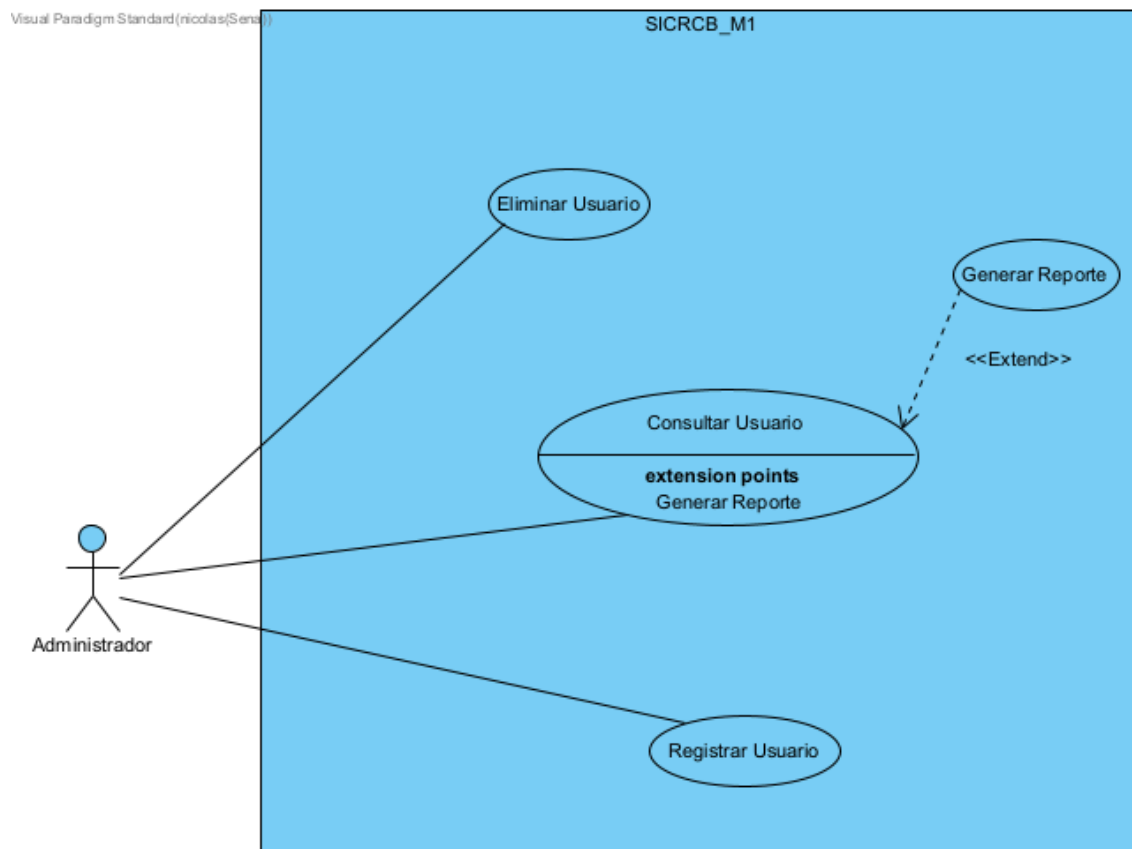 Visual Paradigm Standard(nicolas(Sena))
SICRCB_M1
Eliminar Usuario
Generar Reporte
<<Extend>>
Consultar Usuario
extension points
Generar Reporte
Administrador
Registrar Usuario